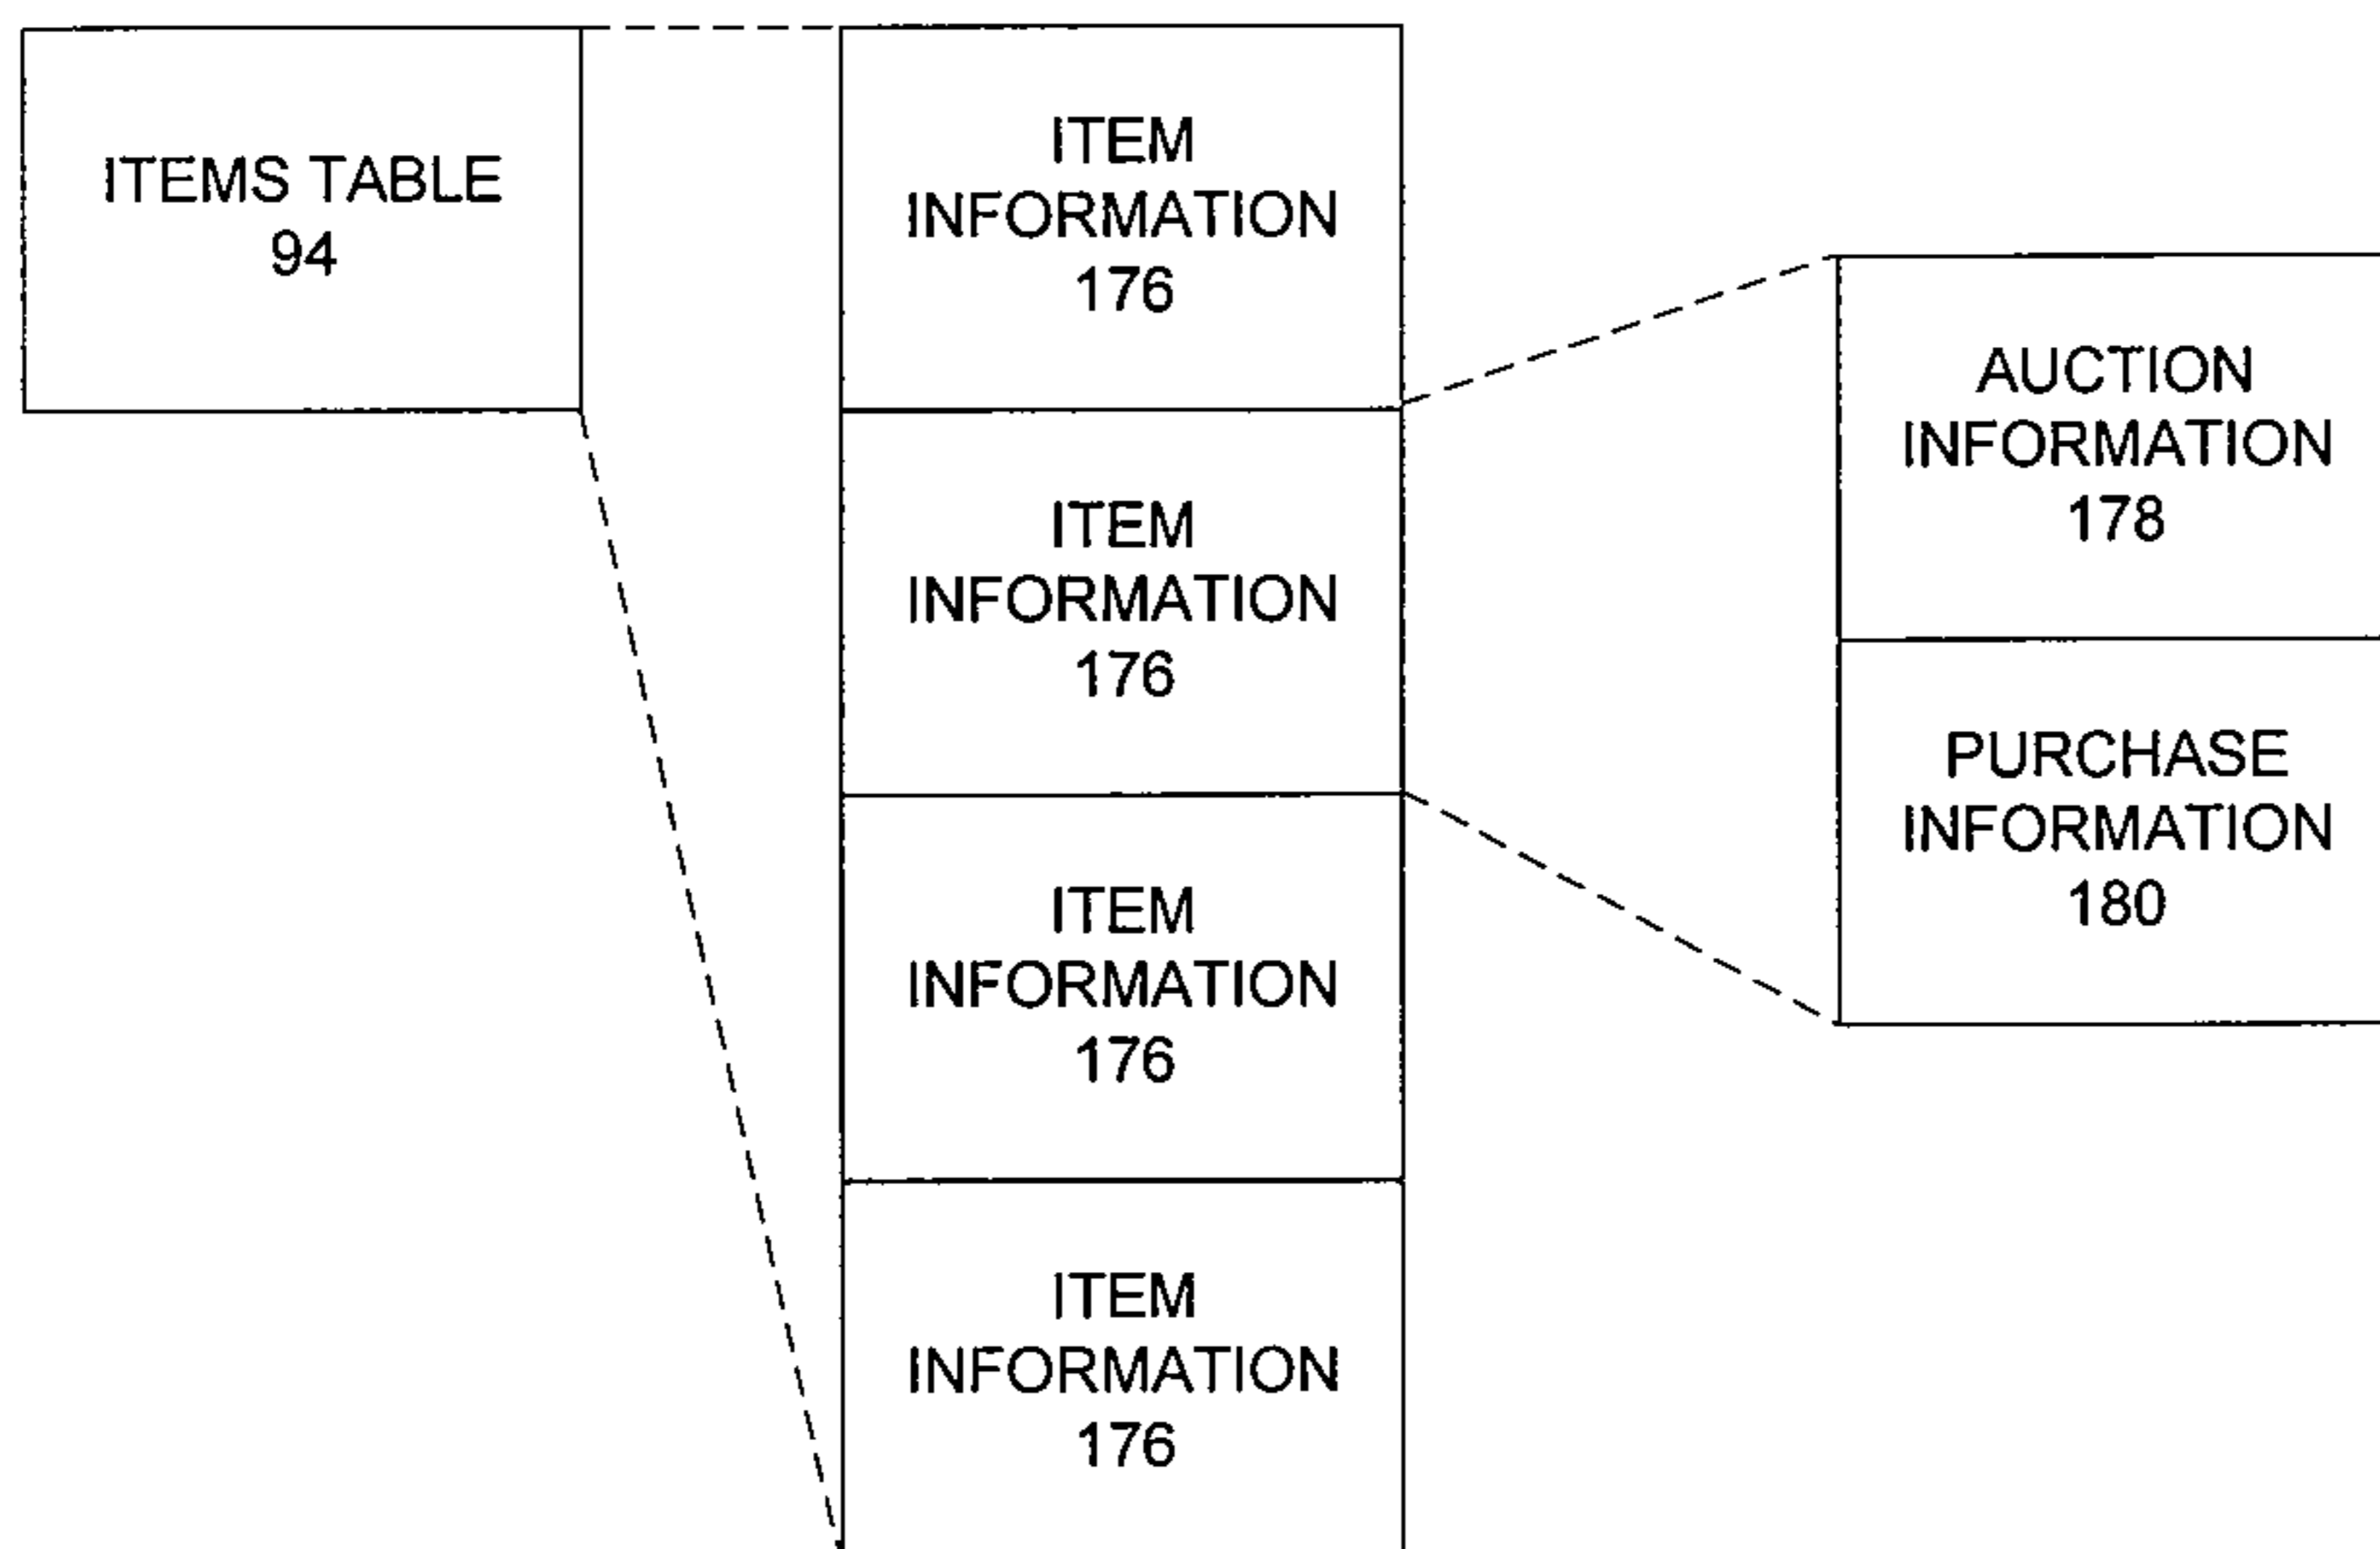 ITEMS TABLE
94
ITEM
INFORMATION
176
ITEM
INFORMATION
176
ITEM
INFORMATION
176
ITEM
INFORMATION
176
AUCTION
INFORMATION
178
PURCHASE
INFORMATION
180